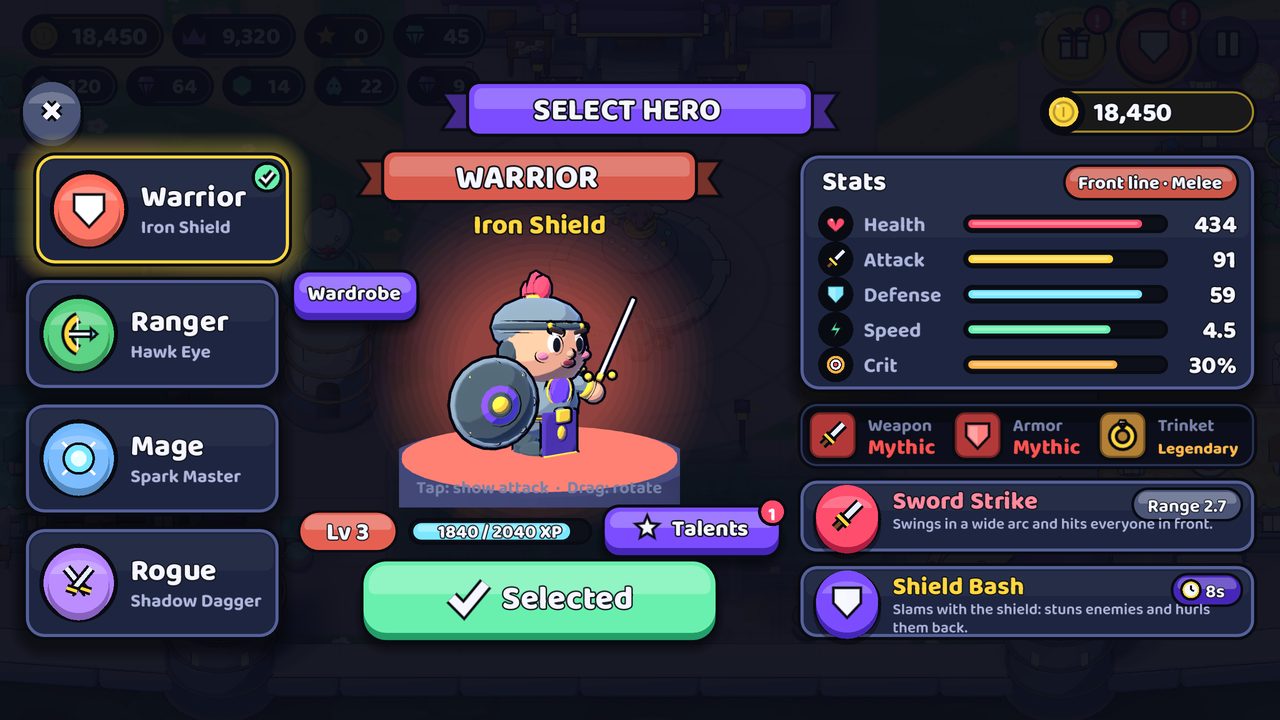 18,450
9,320
0
45
120
64
14
22
9
SELECT HERO
18,450
Warrior
Iron Shield
Ranger
Hawk Eye
Mage
Spark Master
Rogue
Shadow Dagger
WARRIOR
Iron Shield
Wardrobe
Tap: show attack · Drag: rotate
Lv 3
1840 / 2040 XP
Talents
1
Selected
Stats
Front line · Melee
Health 434
Attack 91
Defense 59
Speed 4.5
Crit 30%
Weapon
Mythic
Armor
Mythic
Trinket
Legendary
Sword Strike
Range 2.7
Swings in a wide arc and hits everyone in front.
Shield Bash
8s
Slams with the shield: stuns enemies and hurls
them back.